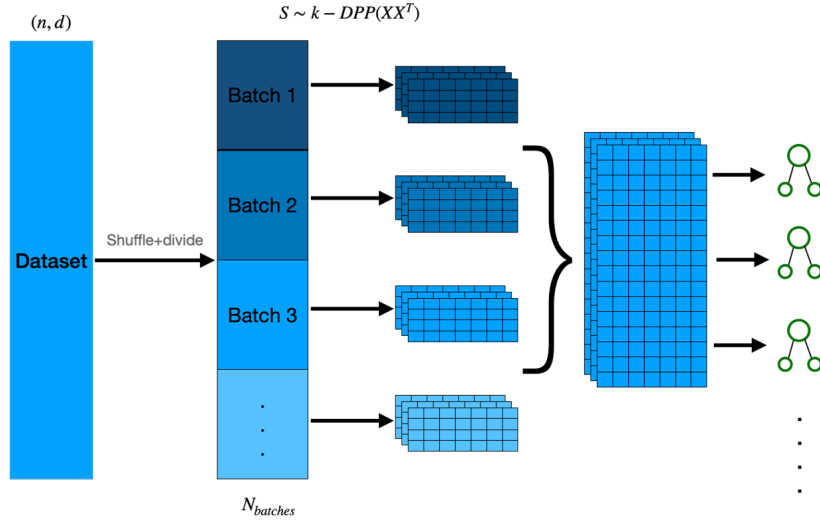 (n, d)
S ~ k − DPP(XX^T)
Batch 1
Batch 2
Shuffle+divide
Dataset
Batch 3
N_batches